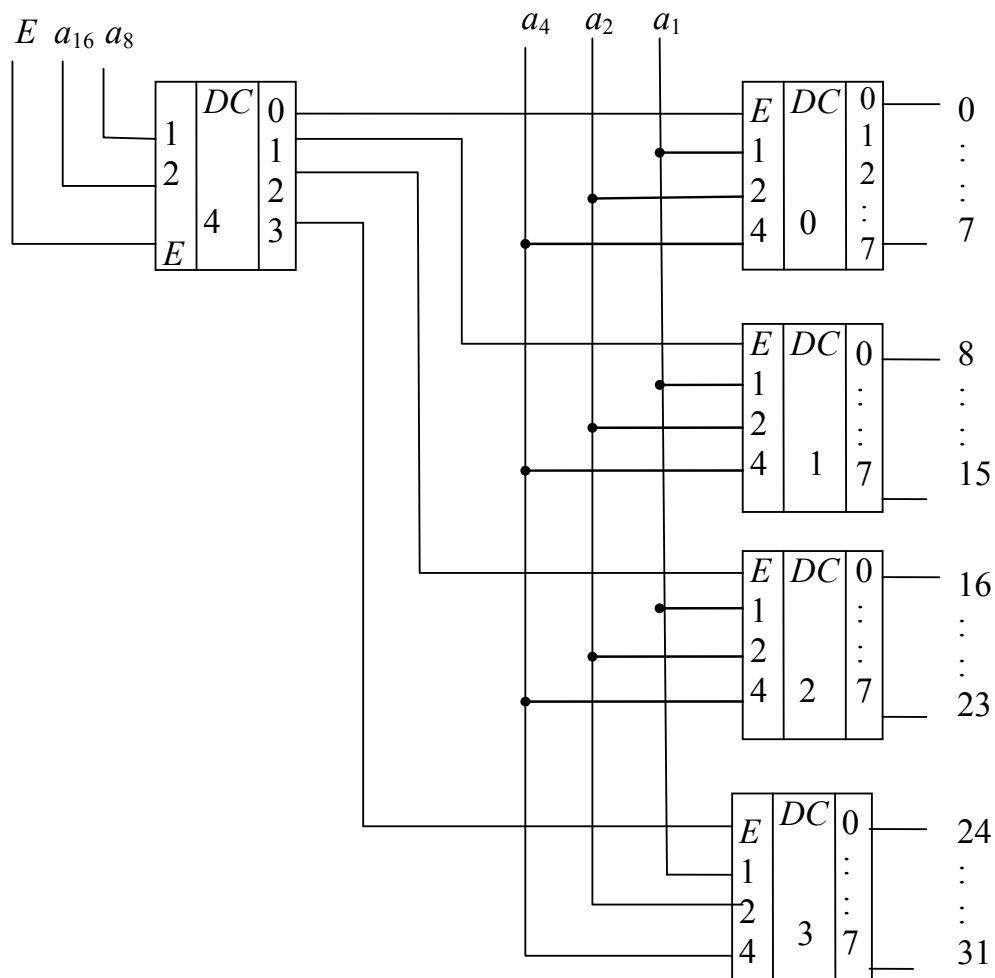 E a16 a8 a4 a2 a1
DC 0
1 1
2 2
4 3
E
E DC 0 0
1 1 :
2 2 :
4 0 : 7
7
E DC 0 8
1 : :
2 : :
4 1 7 15
E DC 0 16
1 : :
2 : :
4 2 7 23
DC 0 24
E : :
1 : :
2
4 3 7 31